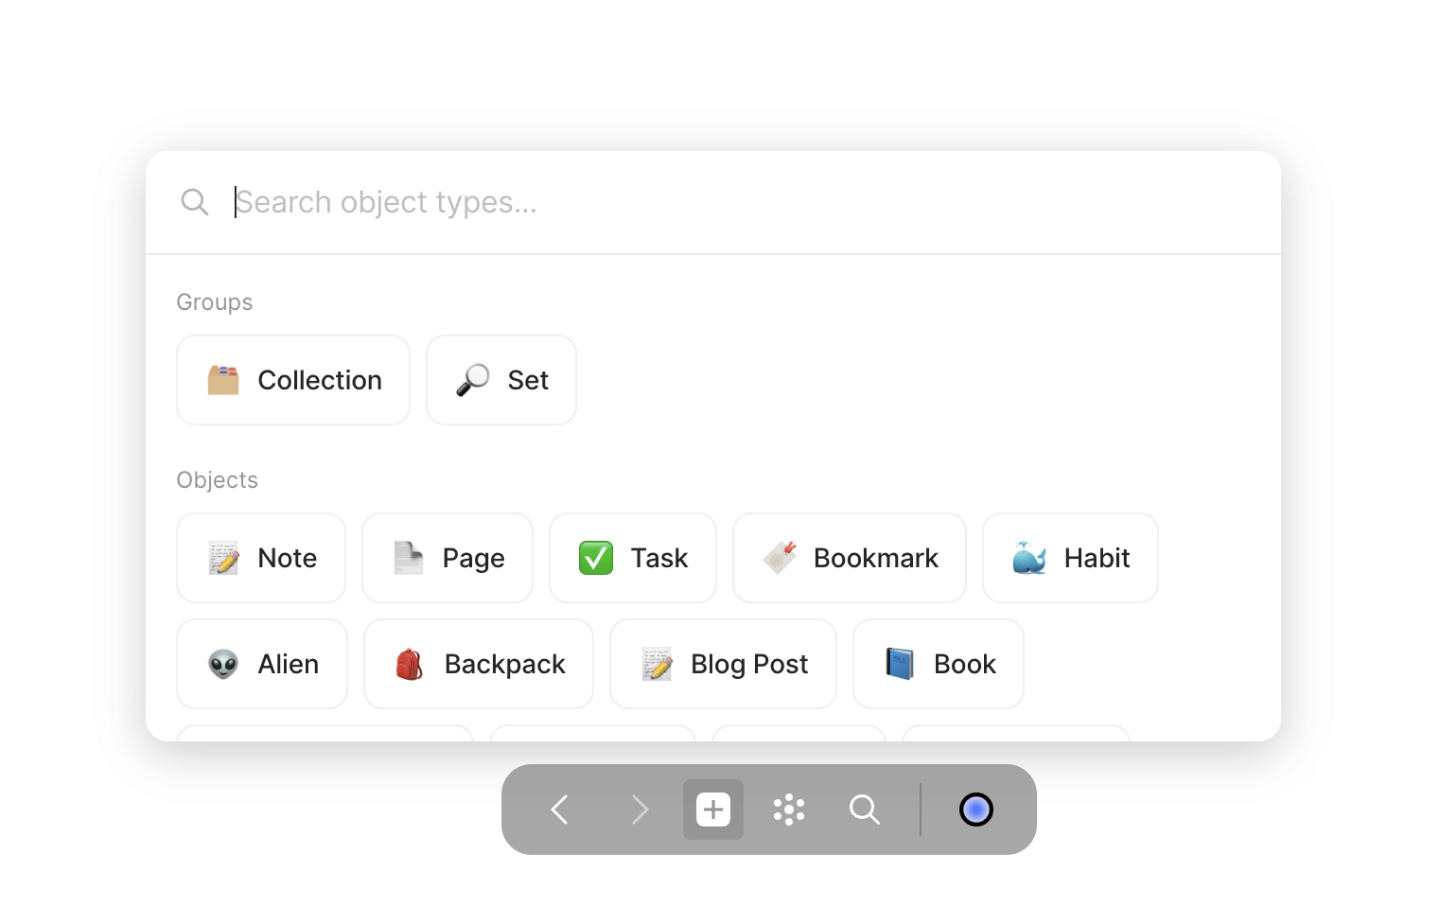 Search object types...
Groups
Collection Set
Objects
Note Page Task Bookmark Habit
Alien Backpack Blog Post Book